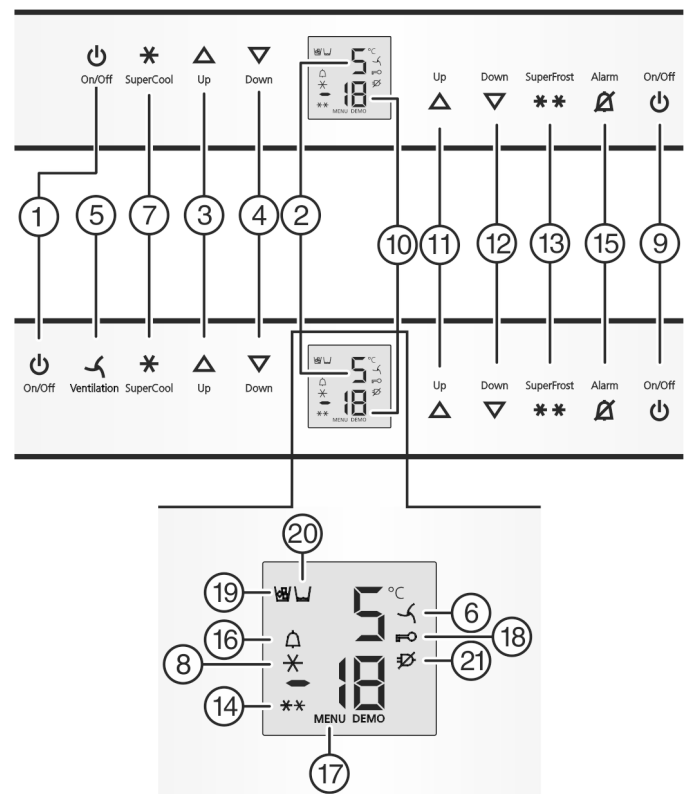 5 °C
-18
MENU DEMO
On/Off SuperCool Up Down
Up Down SuperFrost Alarm On/Off
1 5 7 3 4 2 10 11 12 13 15 9
5 °C
-18
MENU DEMO
On/Off Ventilation SuperCool Up Down
Up Down SuperFrost Alarm On/Off
20
19
5 °C
6
16
18
8
-18
21
14
MENU DEMO
17